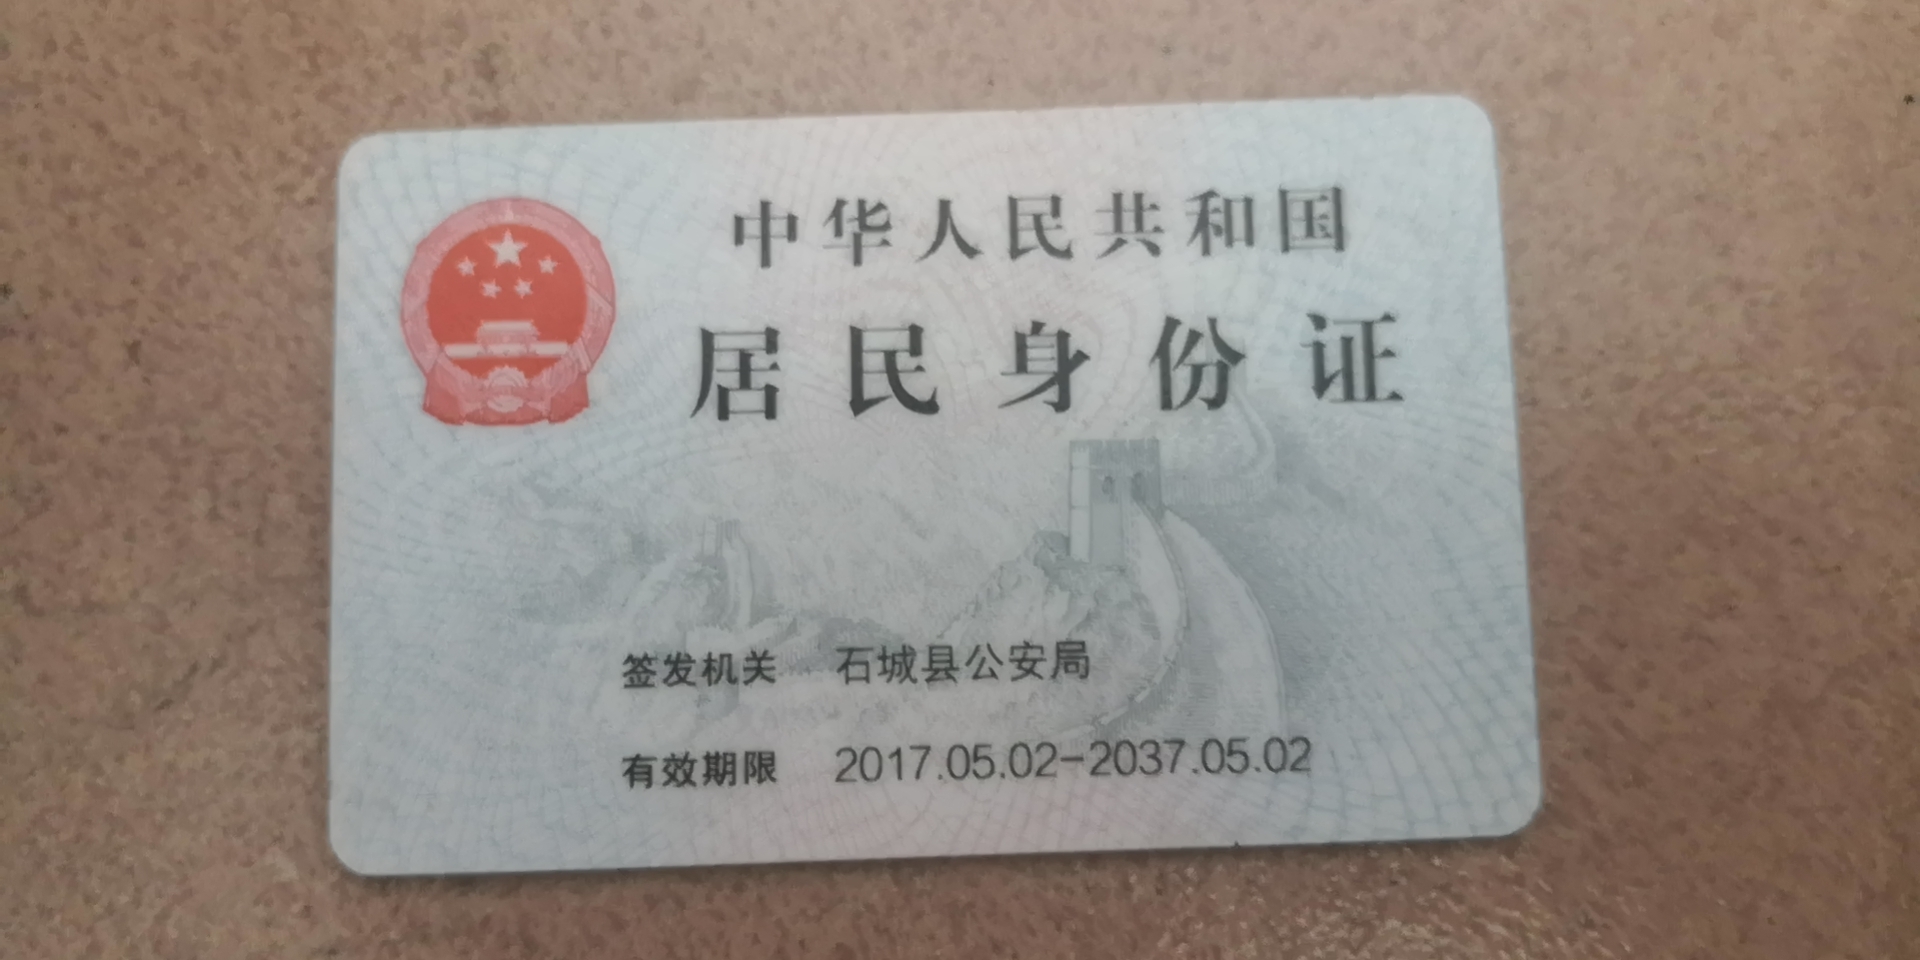 中华人民共和国
居民身份证
签发机关 石城县公安局
有效期限 2017.05.02-2037.05.02